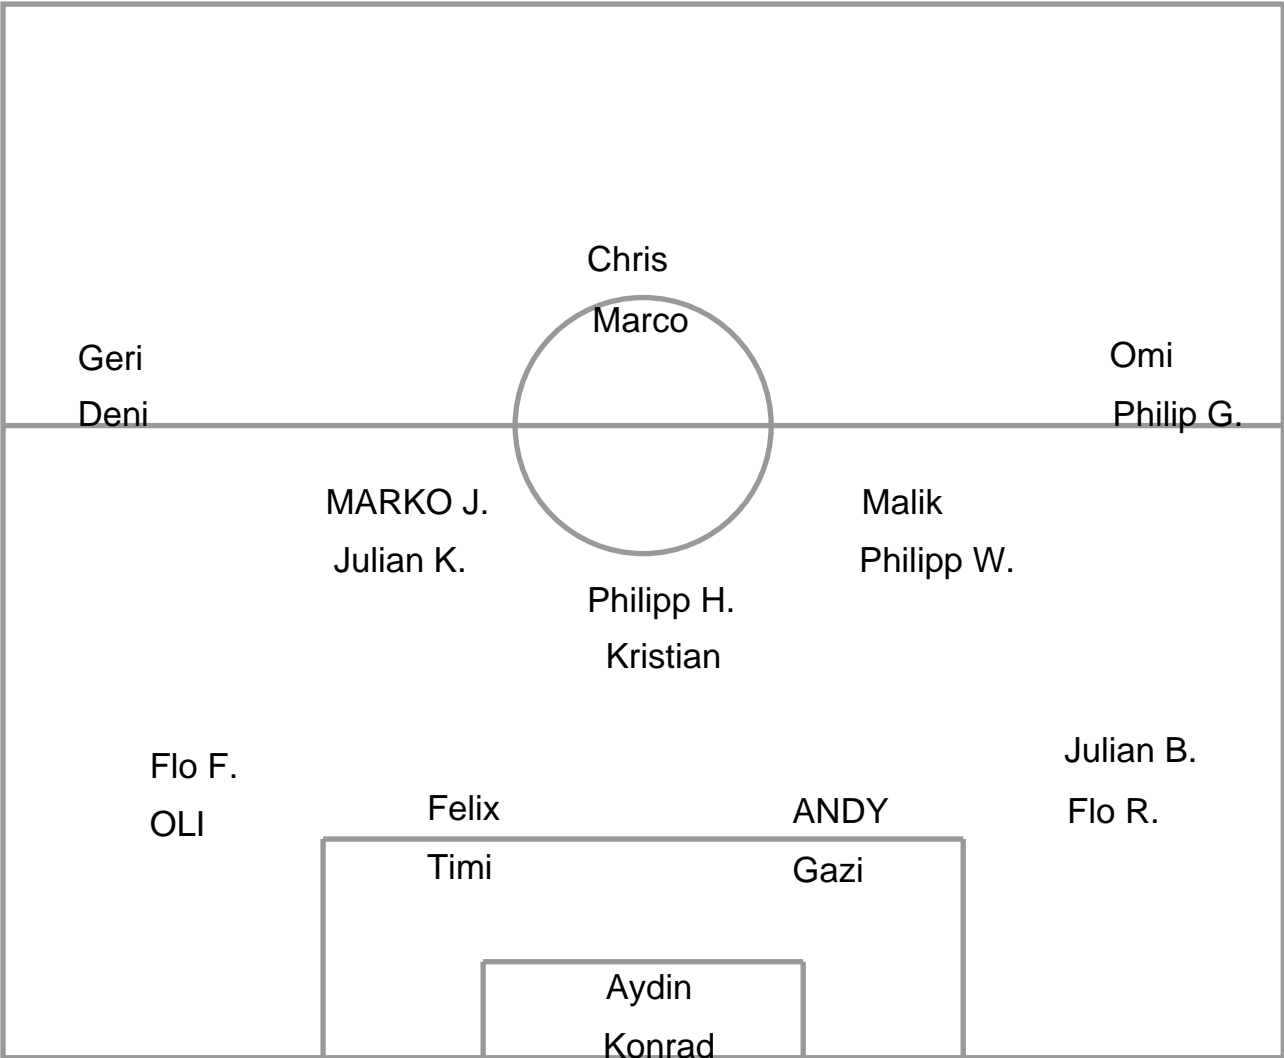 Chris
Marco
Geri
Deni
Omi
Philip G.
MARKO J.
Julian K.
Malik
Philipp W.
Philipp H.
Kristian
Flo F.
OLI
Felix
Timi
ANDY
Gazi
Julian B.
Flo R.
Aydin
Konrad